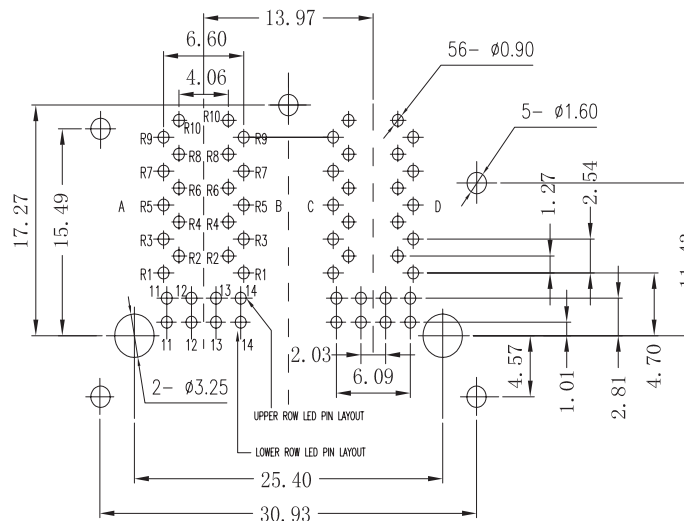 13.97
6.60
56- ø0.90
4.06
5- ø1.60
R10 R10
R9 R9
R8 R8
R7 R7
R6 R6
A R5 R5 B C D
R4 R4
R3 R3
R2 R2
R1 R1
17.27
15.49
1.27
2.54
11 12 13 14
11 12 13 14
2.03
6.09
4.57
1.01
2.81
4.70
2- ø3.25
UPPER ROW LED PIN LAYOUT
LOWER ROW LED PIN LAYOUT
25.40
30.93